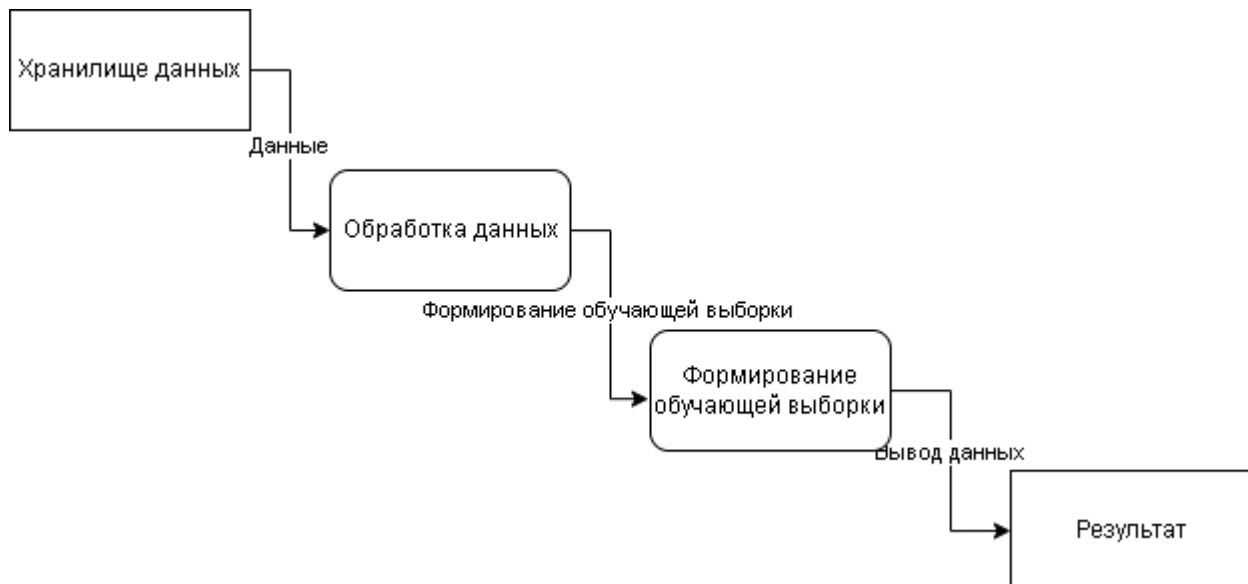 Хранилище данных
Данные
Обработка данных
Формирование обучающей выборки
Формирование
обучающей выборки
Вывод данных
Результат